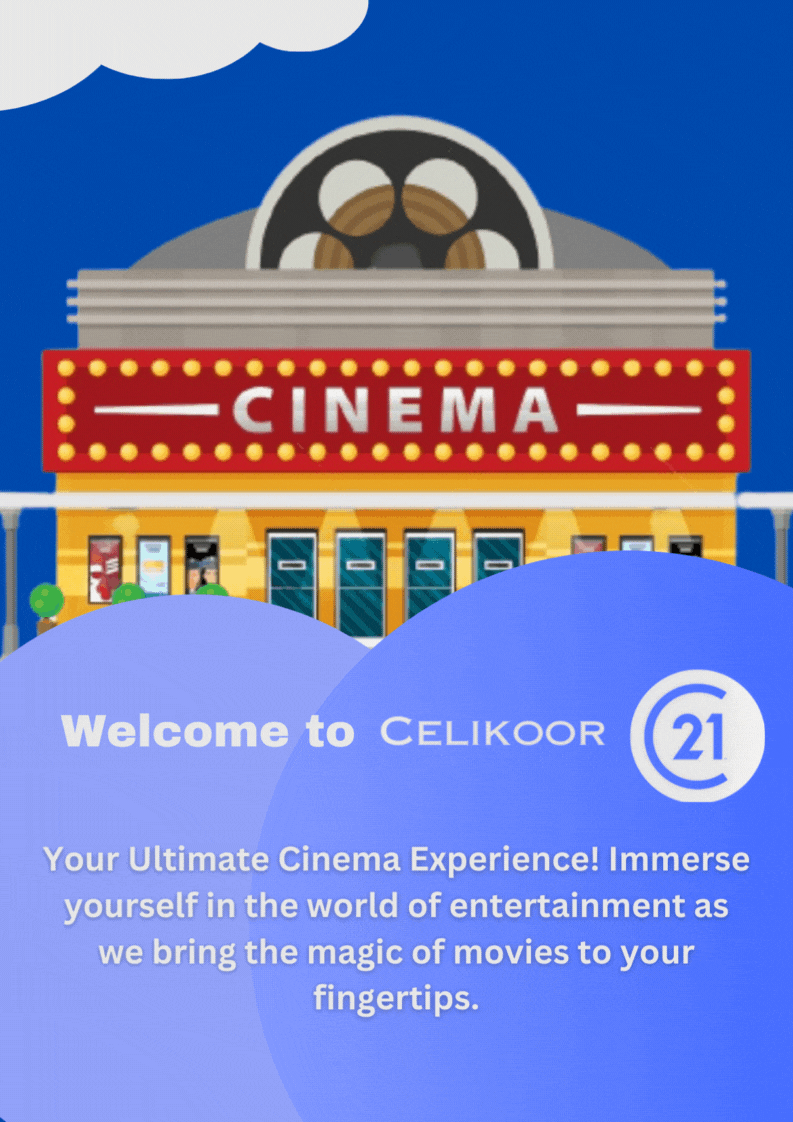 CINEMA
Welcome to CELIKOOR C21
Your Ultimate Cinema Experience! Immerse
yourself in the world of entertainment as
we bring the magic of movies to your
fingertips.